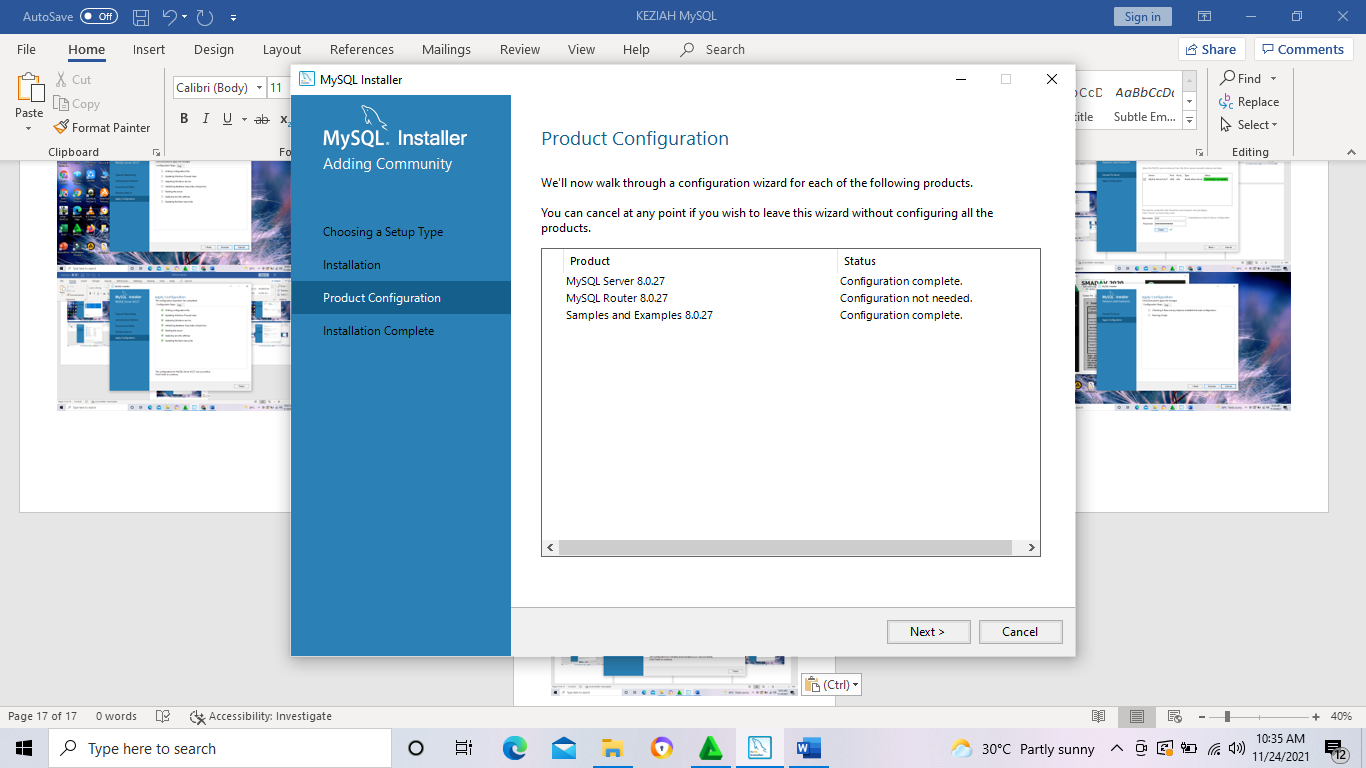 AutoSave Off
KEZIAH MySQL
Sign in
File Home Insert Design Layout References Mailings Review View Help Search
Share Comments
Paste
Cut
Copy
Format Painter
Clipboard
Calibri (Body) 11
B I U ab x
AaBbCcDc
Subtle Em...
Find
Replace
Select
Editing
MySQL Installer
MySQL. Installer
Adding Community
Choosing a Setup Type
Installation
Product Configuration
Installation Complete
Product Configuration
We'll now walk through a configuration wizard for each of the following products.
You can cancel at any point if you wish to leave this wizard without configuring all the
products.
Product Status
MySQL Server 8.0.27 Configuration complete.
MySQL Router 8.0.27 Configuration not needed.
Samples and Examples 8.0.27 Configuration complete.
Next > Cancel
(Ctrl)
Page 17 of 17 0 words Accessibility: Investigate
40%
Type here to search
30°C Partly sunny
10:35 AM
11/24/2021
12